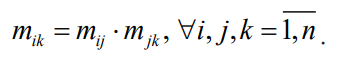 m_{ik} = m_{ij} · m_{jk}, ∀i, j, k = \overline{1, n}.